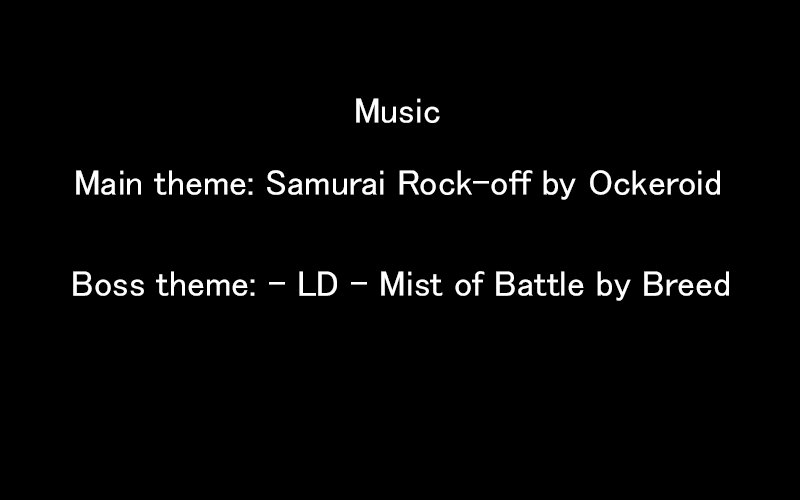 Music
Main theme: Samurai Rock-off by Ockeroid
Boss theme: - LD - Mist of Battle by Breed